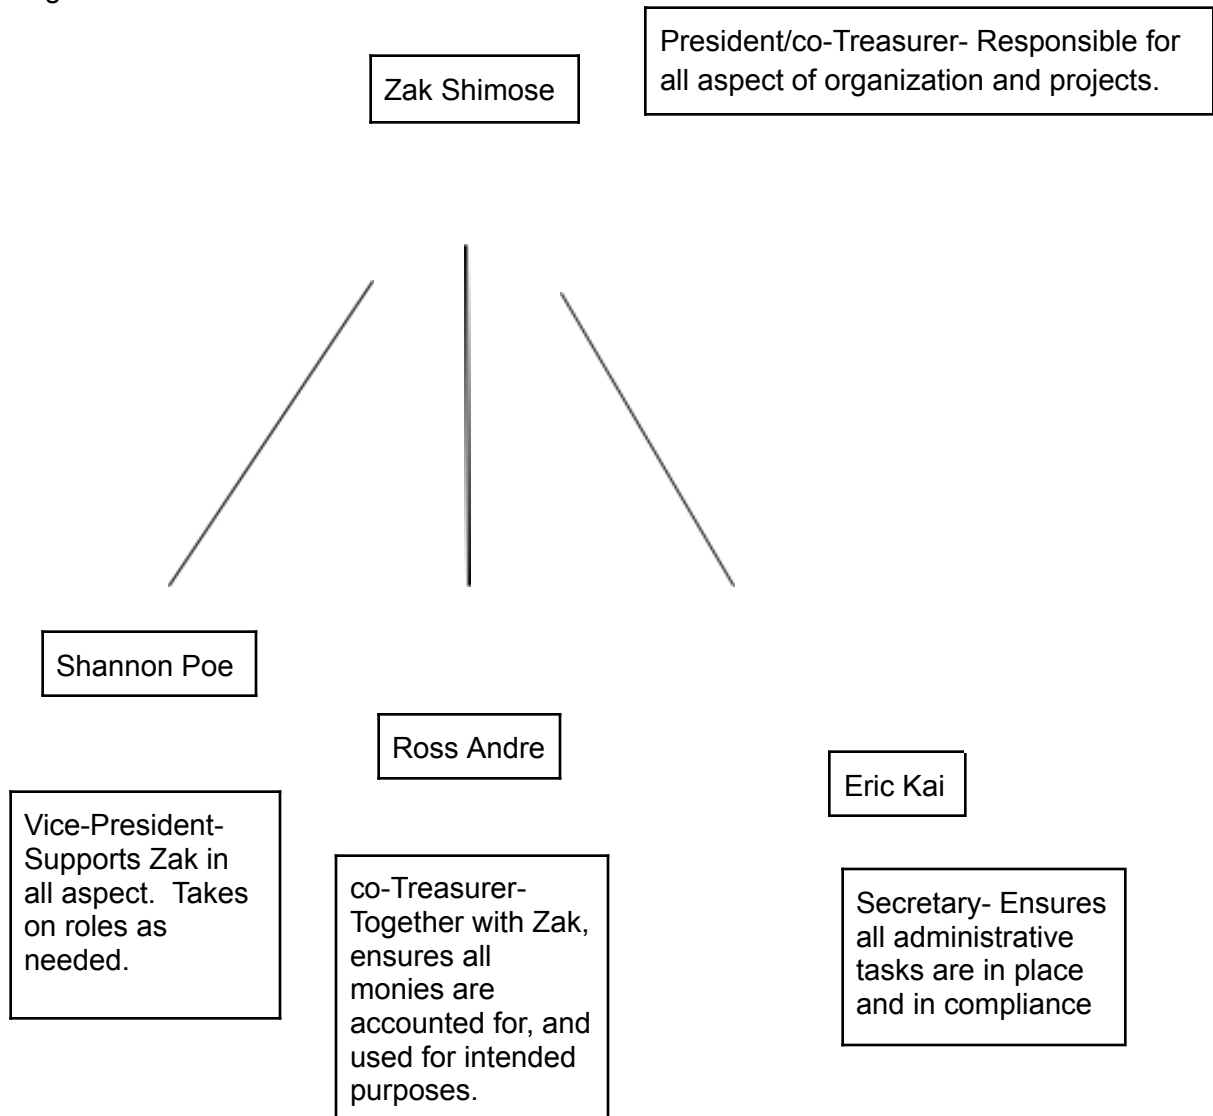 Zak Shimose
President/co-Treasurer- Responsible for
all aspect of organization and projects.
Shannon Poe
Vice-President-
Supports Zak in
all aspect.  Takes
on roles as
needed.
Ross Andre
co-Treasurer-
Together with Zak,
ensures all
monies are
accounted for, and
used for intended
purposes.
Eric Kai
Secretary- Ensures
all administrative
tasks are in place
and in compliance